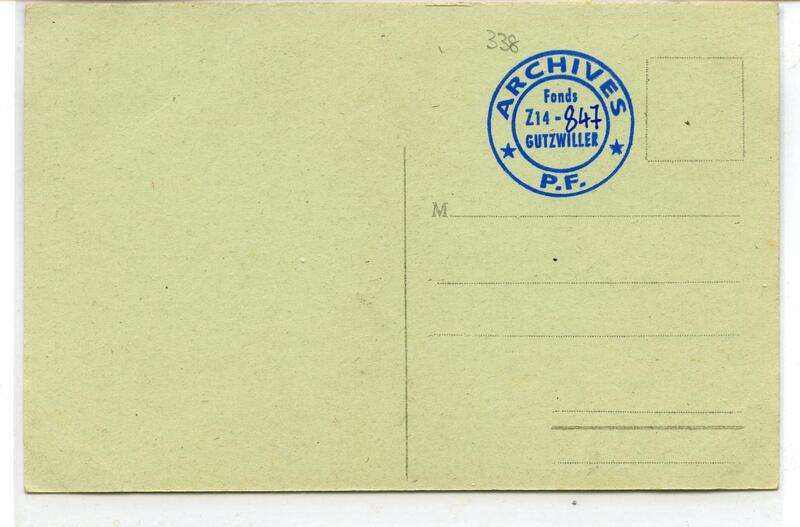 338
ARCHIVES
Fonds
Z14 - 847
GUTZWILLER
★ P.F. ★
M